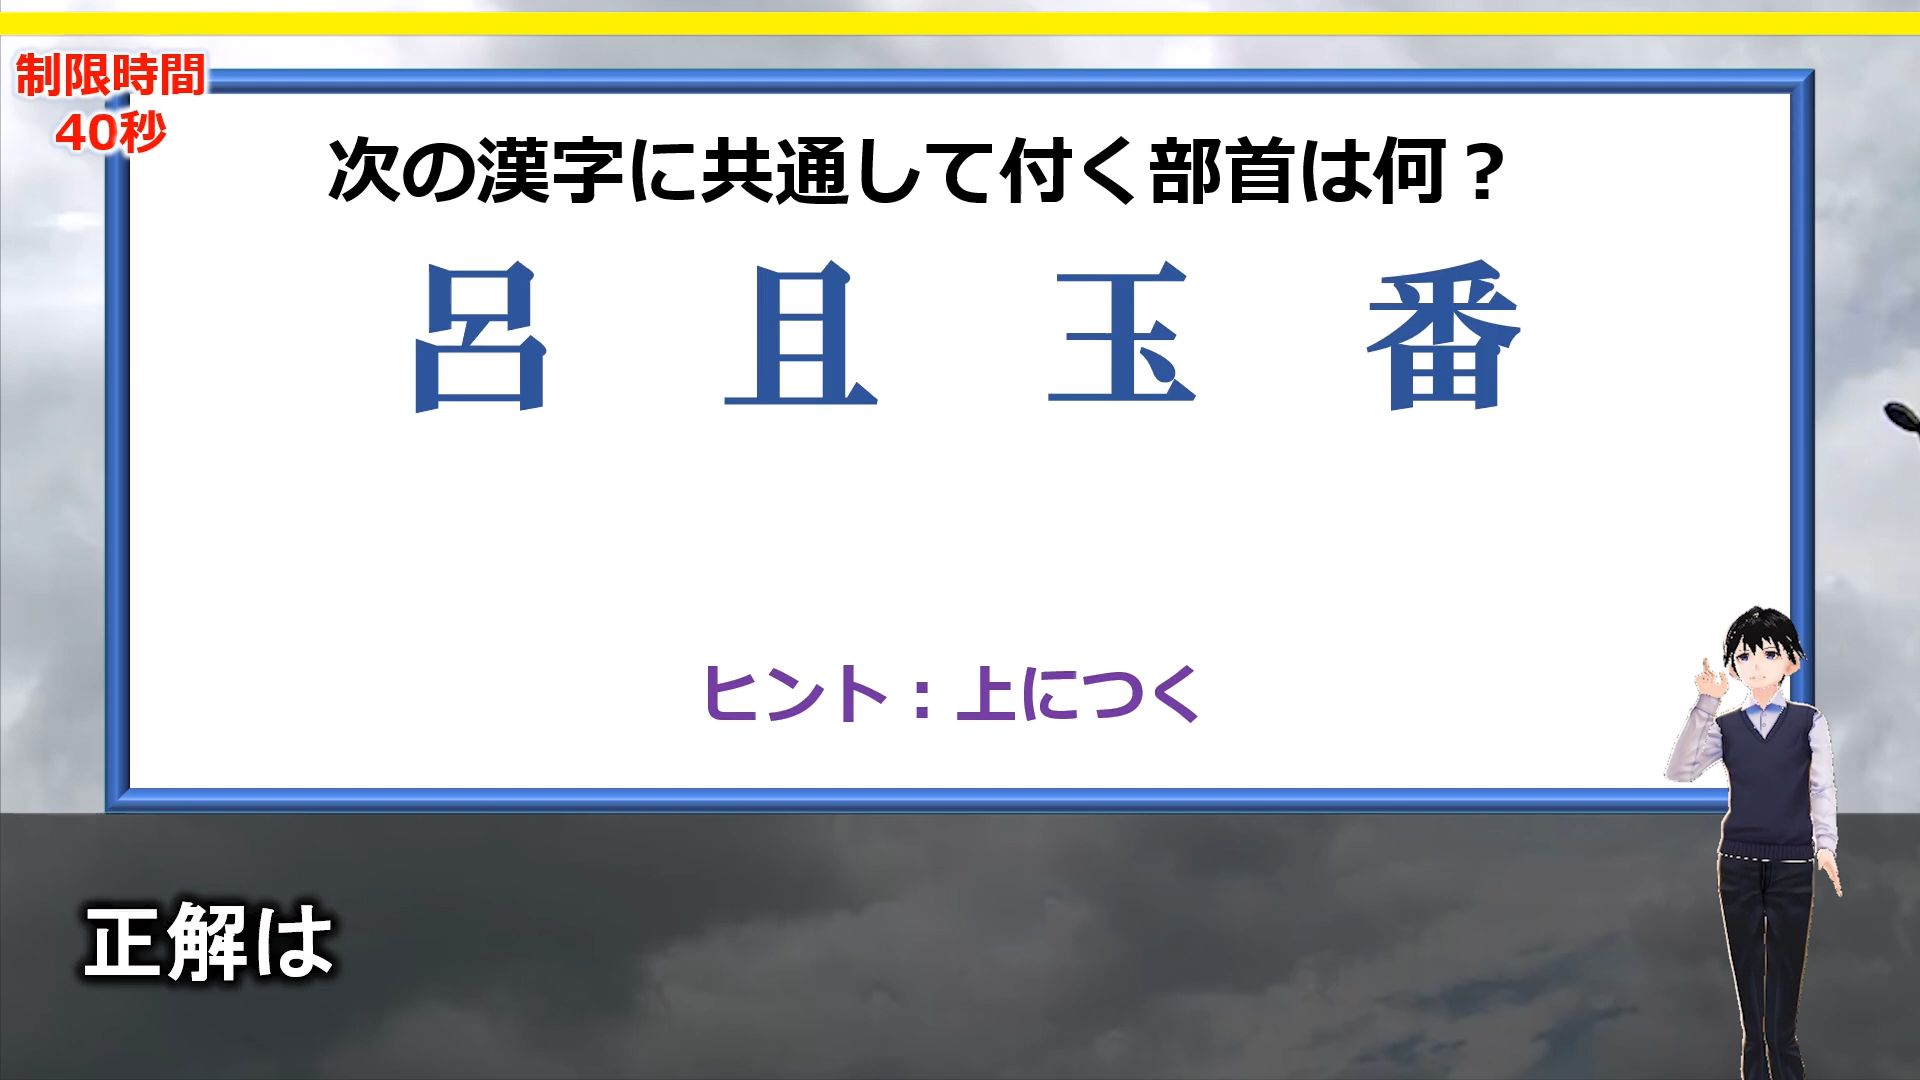 制限時間
40秒
次の漢字に共通して付く部首は何？
呂 且 玉 番
ヒント：上につく
正解は